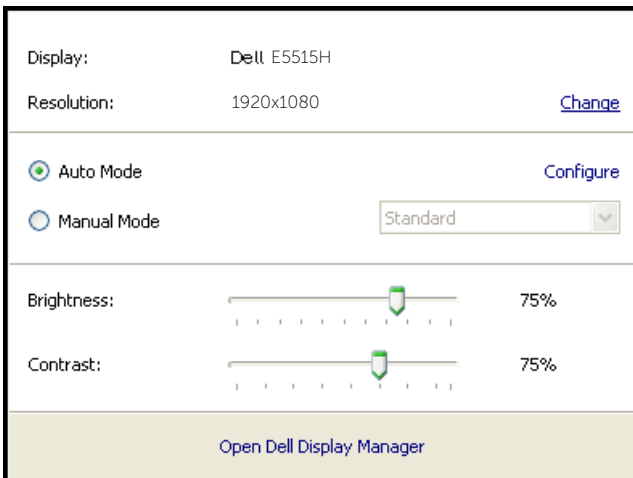 Display: Dell E5515H
Resolution: 1920x1080 Change
Auto Mode Configure
Manual Mode Standard
Brightness: 75%
Contrast: 75%
Open Dell Display Manager